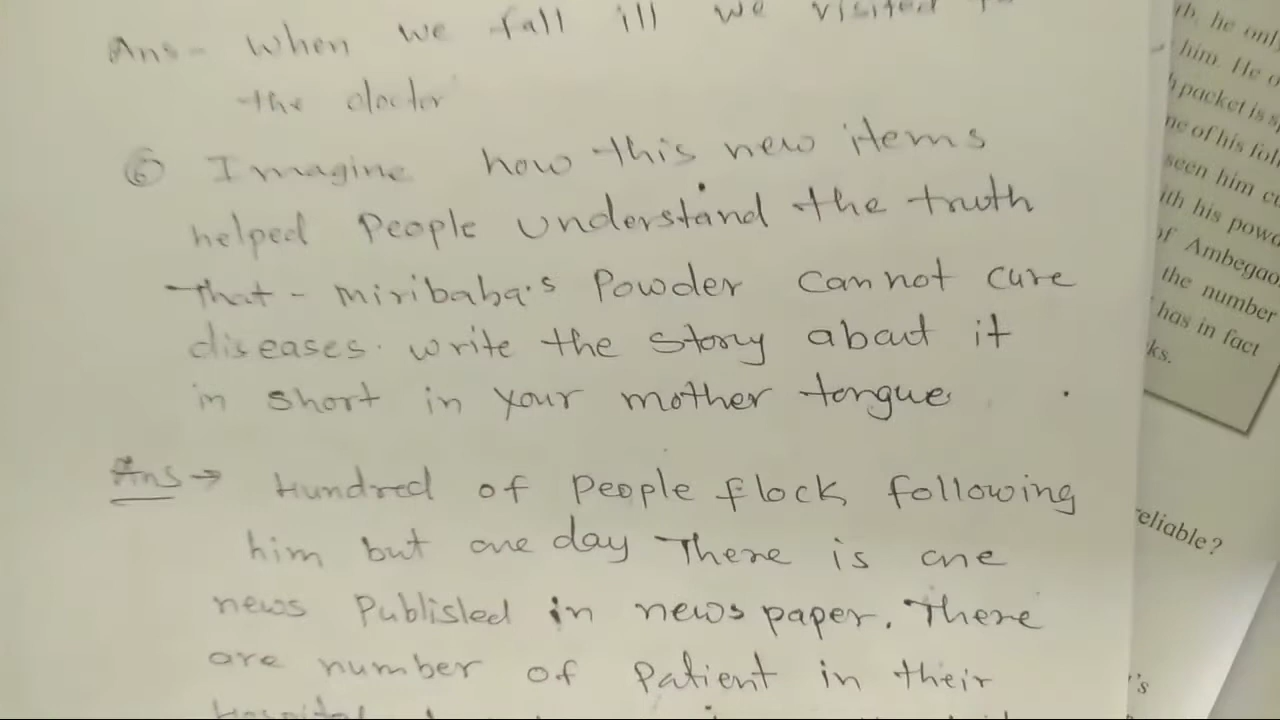 Ans - When we fall ill we visited
the doctor
⑥ Imagine how this new items
helped People understand the truth
That - miribaba's Powder cannot cure
diseases. write the story about it
in short in your mother tongue
Ans → Hundred of people flock following
him but one day There is one
news Publisled in news paper. There
are number of Patient in their
Hospital
he only
him. He
packet is
of his
seen him
with his
of Ambegao
the number
has in fact
ks.
reliable?
's